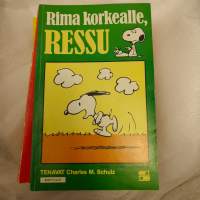 Rima korkealle,
RESSU
TENAVAT Charles M. Schulz